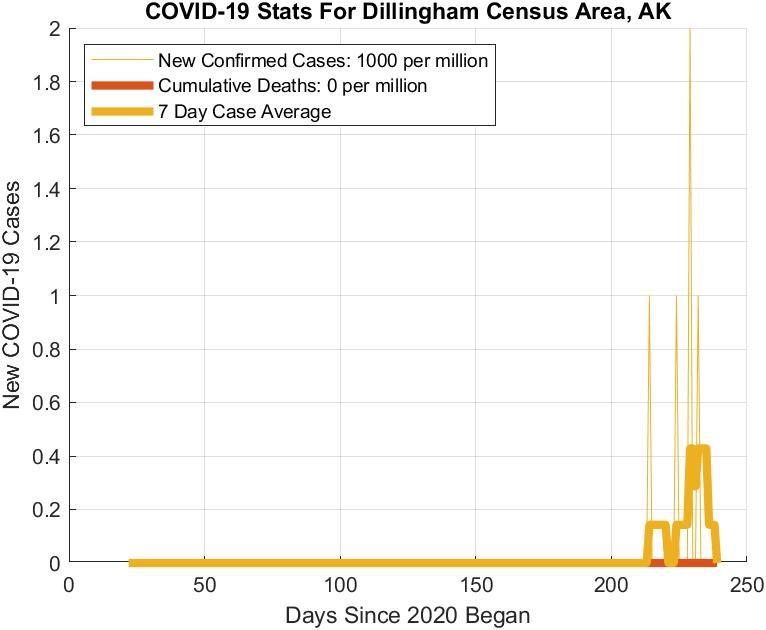 COVID-19 Stats For Dillingham Census Area, AK
New Confirmed Cases: 1000 per million
Cumulative Deaths: 0 per million
7 Day Case Average
2
1.8
1.6
1.4
1.2
1
0.8
0.6
0.4
0.2
0
New COVID-19 Cases
0 50 100 150 200 250
Days Since 2020 Began